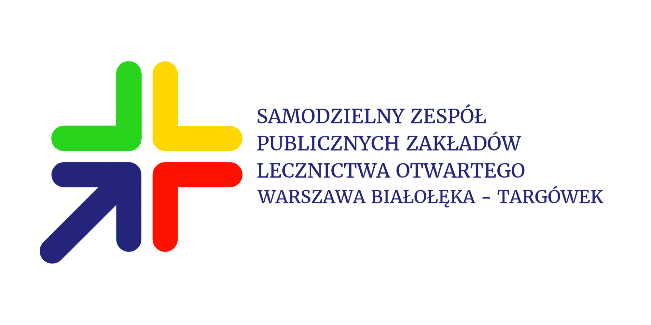 SAMODZIELNY ZESPÓŁ
PUBLICZNYCH ZAKŁADÓW
LECZNICTWA OTWARTEGO
WARSZAWA BIAŁOŁĘKA - TARGÓWEK